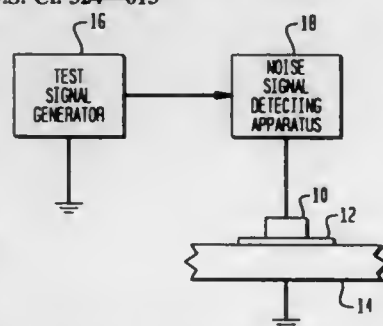 16
18
TEST
SIGNAL
GENERATOR
NOISE
SIGNAL
DETECTING
APPARATUS
10
12
14